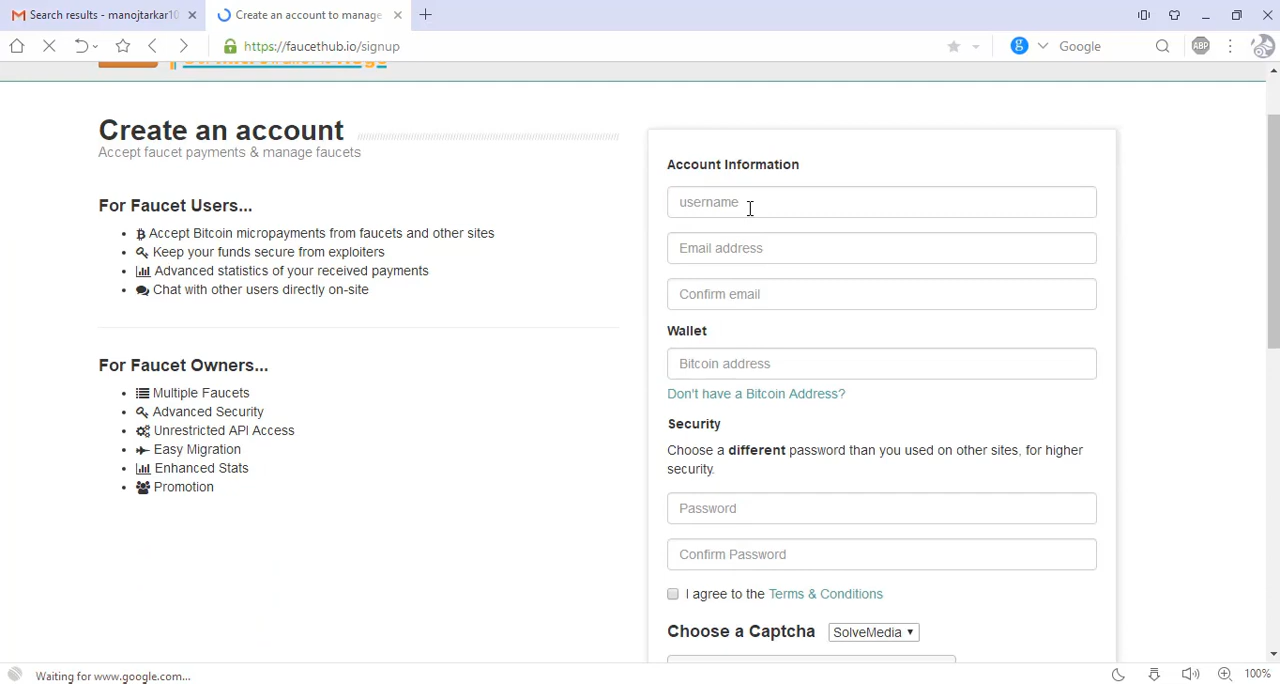 Search results - manojtarkar10
Create an account to manage
https://faucethub.io/signup
Google
ABP
Create an account
Accept faucet payments & manage faucets
For Faucet Users...
Accept Bitcoin micropayments from faucets and other sites
Keep your funds secure from exploiters
Advanced statistics of your received payments
Chat with other users directly on-site
For Faucet Owners...
Multiple Faucets
Advanced Security
Unrestricted API Access
Easy Migration
Enhanced Stats
Promotion
Account Information
username
Email address
Confirm email
Wallet
Bitcoin address
Don't have a Bitcoin Address?
Security
Choose a different password than you used on other sites, for higher
security.
Password
Confirm Password
I agree to the Terms & Conditions
Choose a Captcha SolveMedia
Waiting for www.google.com...
100%